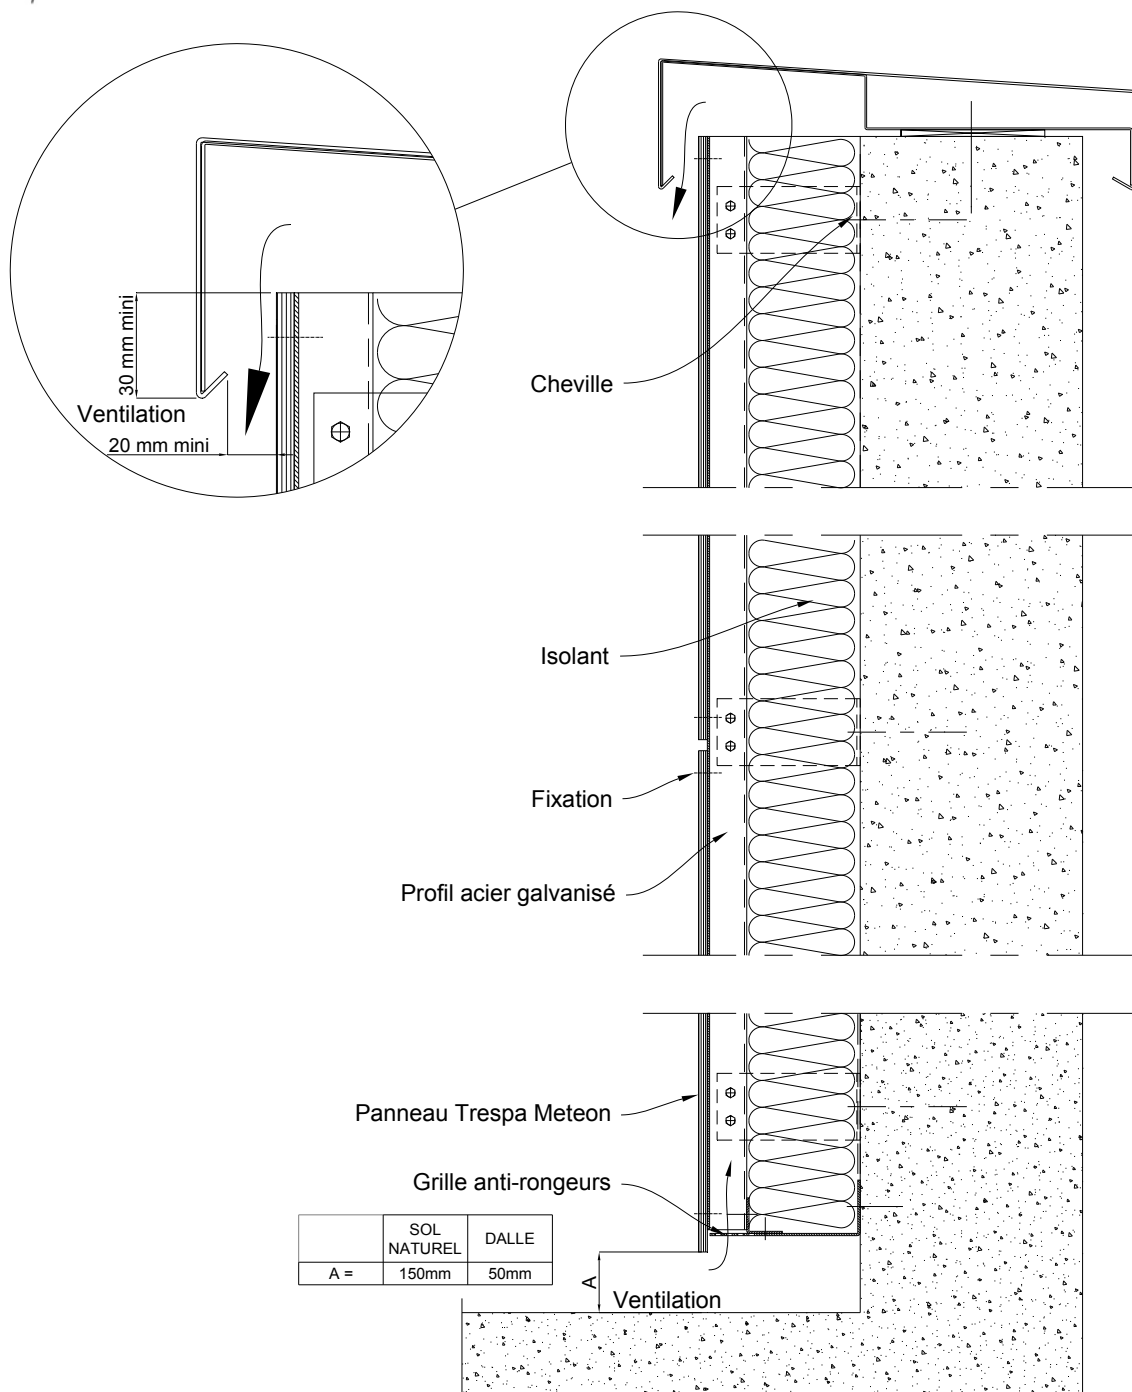 30 mm mini
Ventilation
20 mm mini
Cheville
Isolant
Fixation
Profil acier galvanisé
Panneau Trespa Meteon
Grille anti-rongeurs
SOL
NATUREL
DALLE
A =
150mm
50mm
A
Ventilation